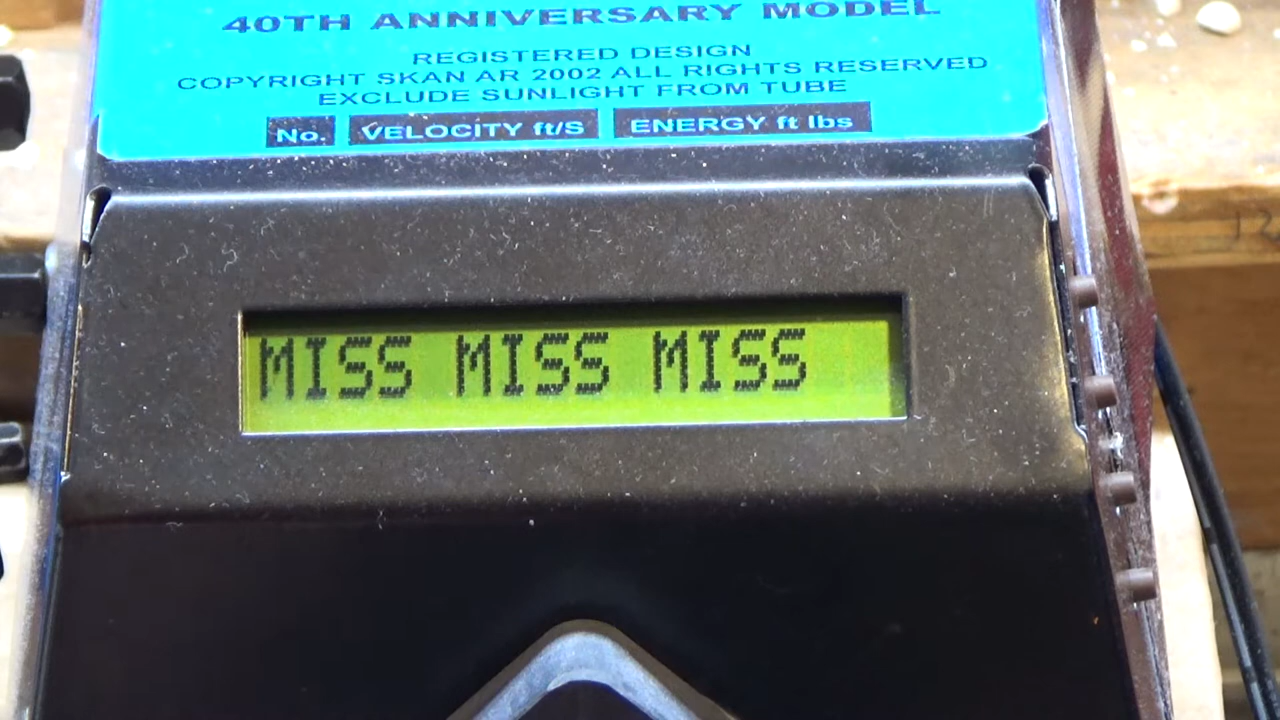 40TH ANNIVERSARY MODEL
REGISTERED DESIGN
COPYRIGHT SKAN AR 2002 ALL RIGHTS RESERVED
EXCLUDE SUNLIGHT FROM TUBE
No. VELOCITY ft/S ENERGY ft lbs
MISS MISS MISS
12